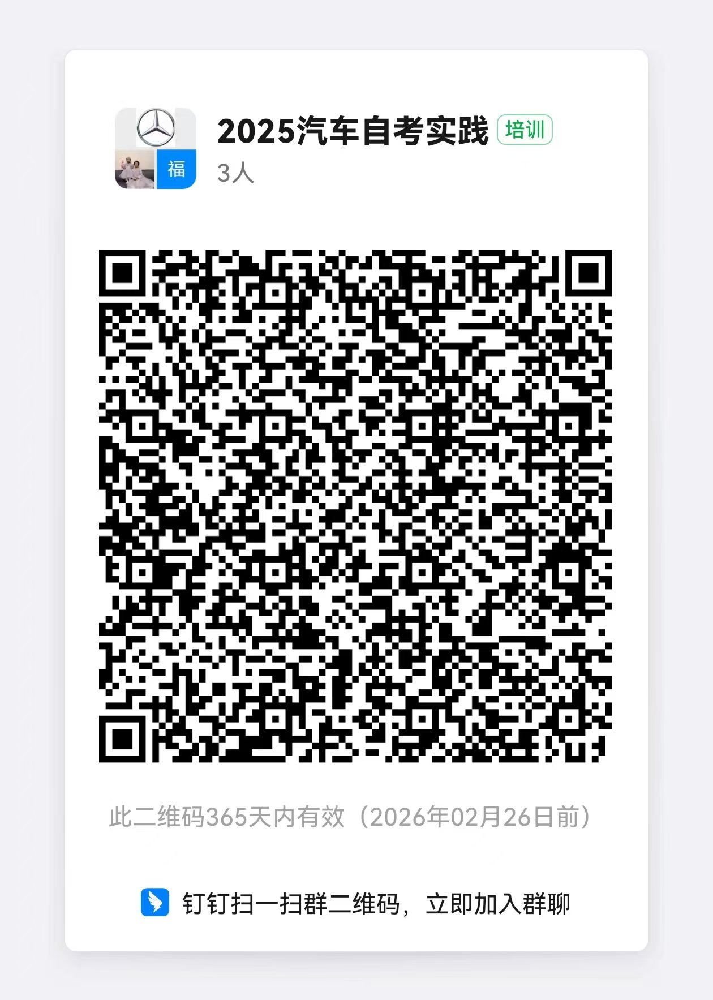 2025汽车自考实践 培训
3人
福
此二维码365天内有效（2026年02月26日前）
钉钉扫一扫群二维码，立即加入群聊